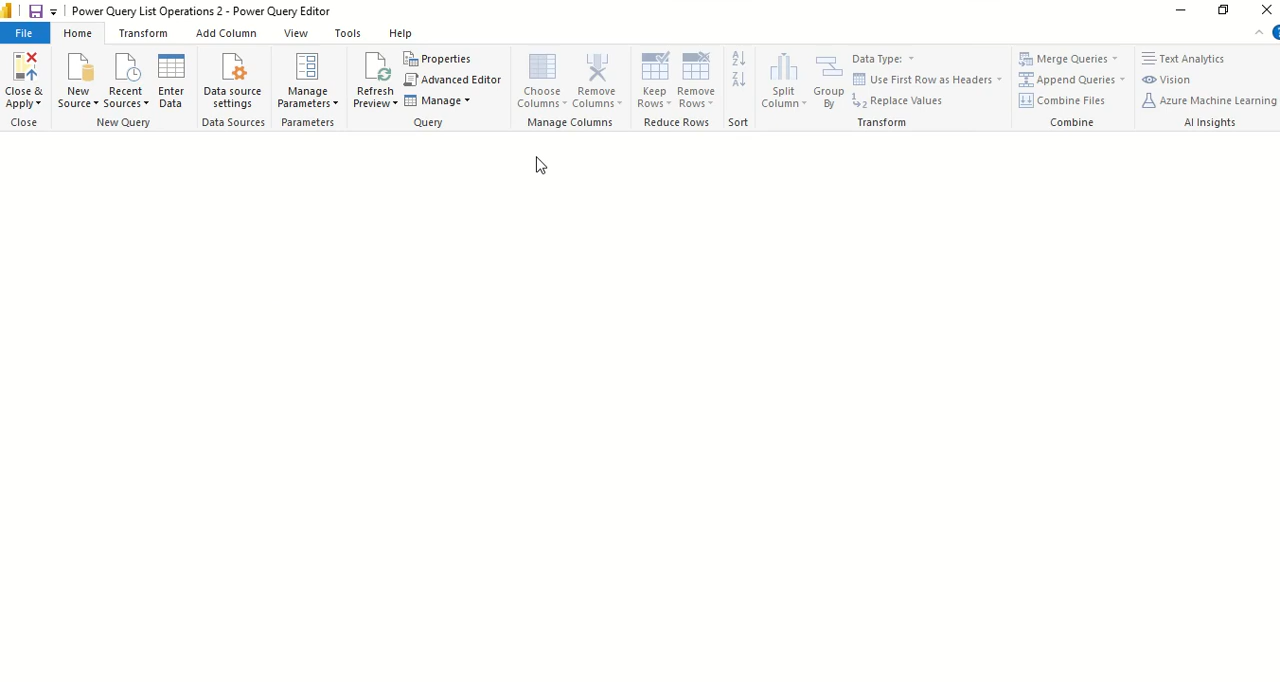 Power Query List Operations 2 - Power Query Editor
File Home Transform Add Column View Tools Help
Close & Apply
Close
New Source
Recent Sources
Enter Data
New Query
Data source settings
Data Sources
Manage Parameters
Parameters
Refresh Preview
Properties
Advanced Editor
Manage
Query
Choose Columns
Remove Columns
Manage Columns
Keep Rows
Remove Rows
Reduce Rows
A Z
Z A
Sort
Split Column
Group By
Data Type:
Use First Row as Headers
1 2 Replace Values
Transform
Merge Queries
Append Queries
Combine Files
Combine
Text Analytics
Vision
Azure Machine Learning
AI Insights